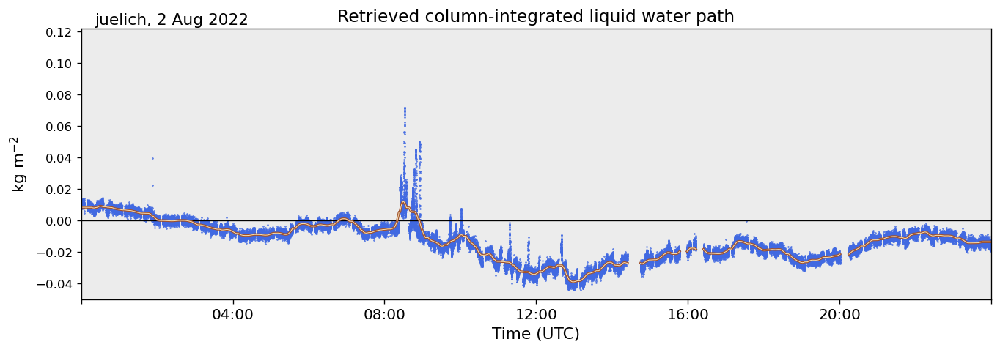 juelich, 2 Aug 2022
Retrieved column-integrated liquid water path
0.12
0.10
0.08
0.06
0.04
0.02
0.00
−0.02
−0.04
kg m⁻²
04:00 08:00 12:00 16:00 20:00
Time (UTC)